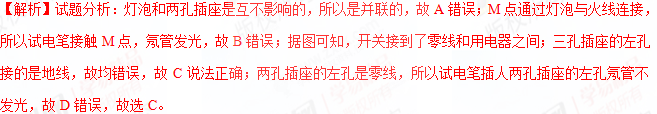 【解析】试题分析：灯泡和两孔插座是互不影响的，所以是并联的，故 A 错误；M 点通过灯泡与火线连接，
所以试电笔接触 M 点，氖管发光，故 B 错误；据图可知，开关接到了零线和用电器之间；三孔插座的左孔
接的是地线，故均错误，故 C 说法正确；两孔插座的左孔是零线，所以试电笔插人两孔插座的左孔氖管不
发光，故 D 错误，故选 C。